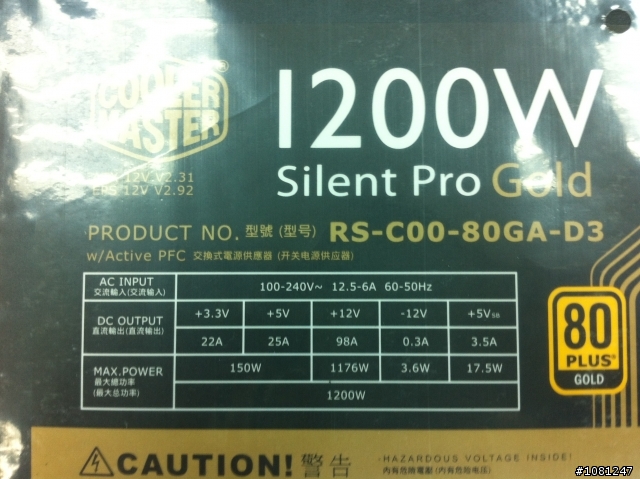 COOLER
MASTER
1200W
12V V2.31
EPS 12V V2.92
Silent Pro Gold
PRODUCT NO. 型號 (型号) RS-C00-80GA-D3
w/Active PFC 交換式電源供應器 (开关电源供应器)
AC INPUT 100-240V~ 12.5-6A 60-50Hz
交流輸入(交流输入)
DC OUTPUT +3.3V +5V +12V -12V +5VSB
直流輸出(直流输出) 22A 25A 98A 0.3A 3.5A
MAX.POWER 150W 1176W 3.6W 17.5W
最大總功率
(最大总功率) 1200W
80
PLUS
GOLD
CAUTION! 警告
HAZARDOUS VOLTAGE INSIDE!
內有危險電壓 (内有危险电压)
#1081247